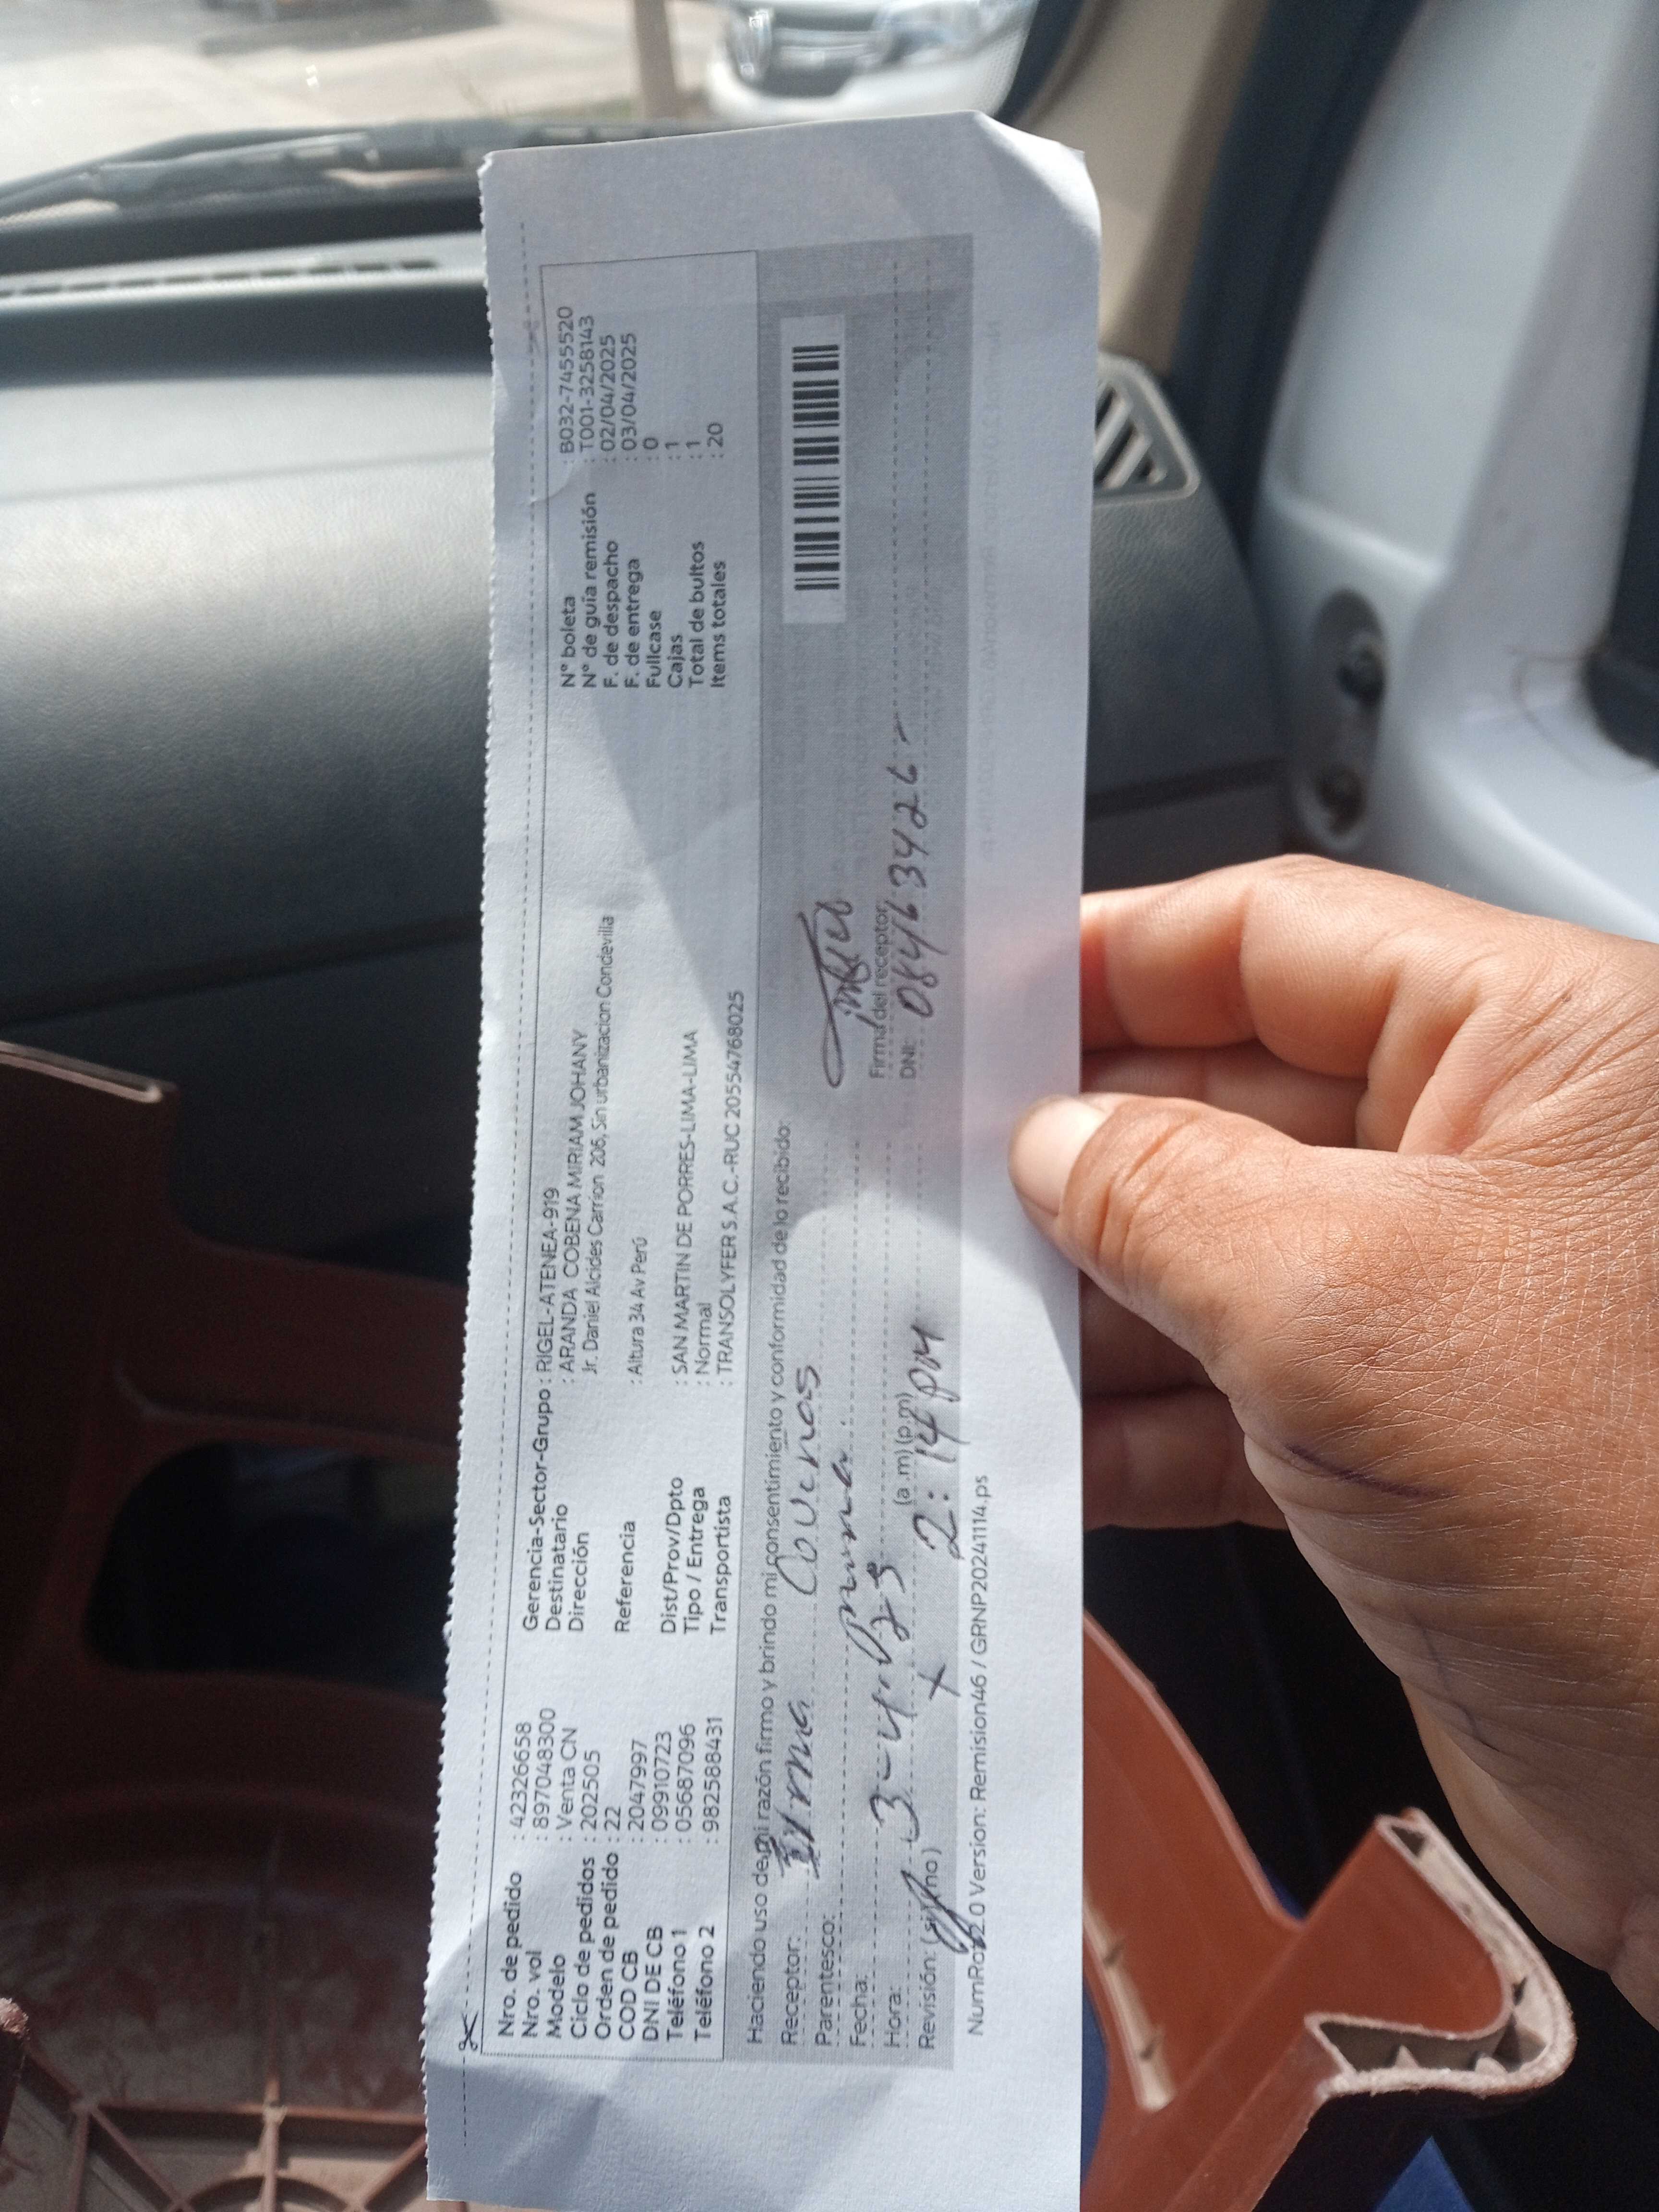 Nro. de pedido : 42326658
Nro. vol : 897048300
Modelo : Venta CN
Ciclo de pedidos : 202505
Orden de pedido : 22
COD CB : 2047997
DNI DE CB : 09910723
Teléfono 1 : 05687096
Teléfono 2 : 982588431
Gerencia-Sector-Grupo : RIGEL-ATENEA-919
Destinatario : ARANDA COBENA MIRIAM JOHANY
Dirección Jr. Daniel Alcides Carrion 206, Sin urbanizacion Condevilla
Referencia : Altura 34 Av Perú
Dist/Prov/Dpto : SAN MARTIN DE PORRES-LIMA-LIMA
Tipo / Entrega : Normal
Transportista : TRANSOLYFER S.A.C.-RUC 20554768025
N° boleta : B032-7455520
N° de guía remisión : T001-3258143
F. de despacho : 02/04/2025
F. de entrega : 03/04/2025
Fullcase : 0
Cajas : 1
Total de bultos : 1
Items totales : 20
Haciendo uso de mi razón firmo y brindo mi consentimiento y conformidad de lo recibido:
Receptor: Irma
Parentesco: Prima
Fecha: 3-4-025
Hora: (a.m) (p.m) 2:14 pm
Revisión: (si) (no) x
Firma del receptor
DNI: 08463426
NumRaz2.0 Version: Remision46 / GRNP20241114.ps